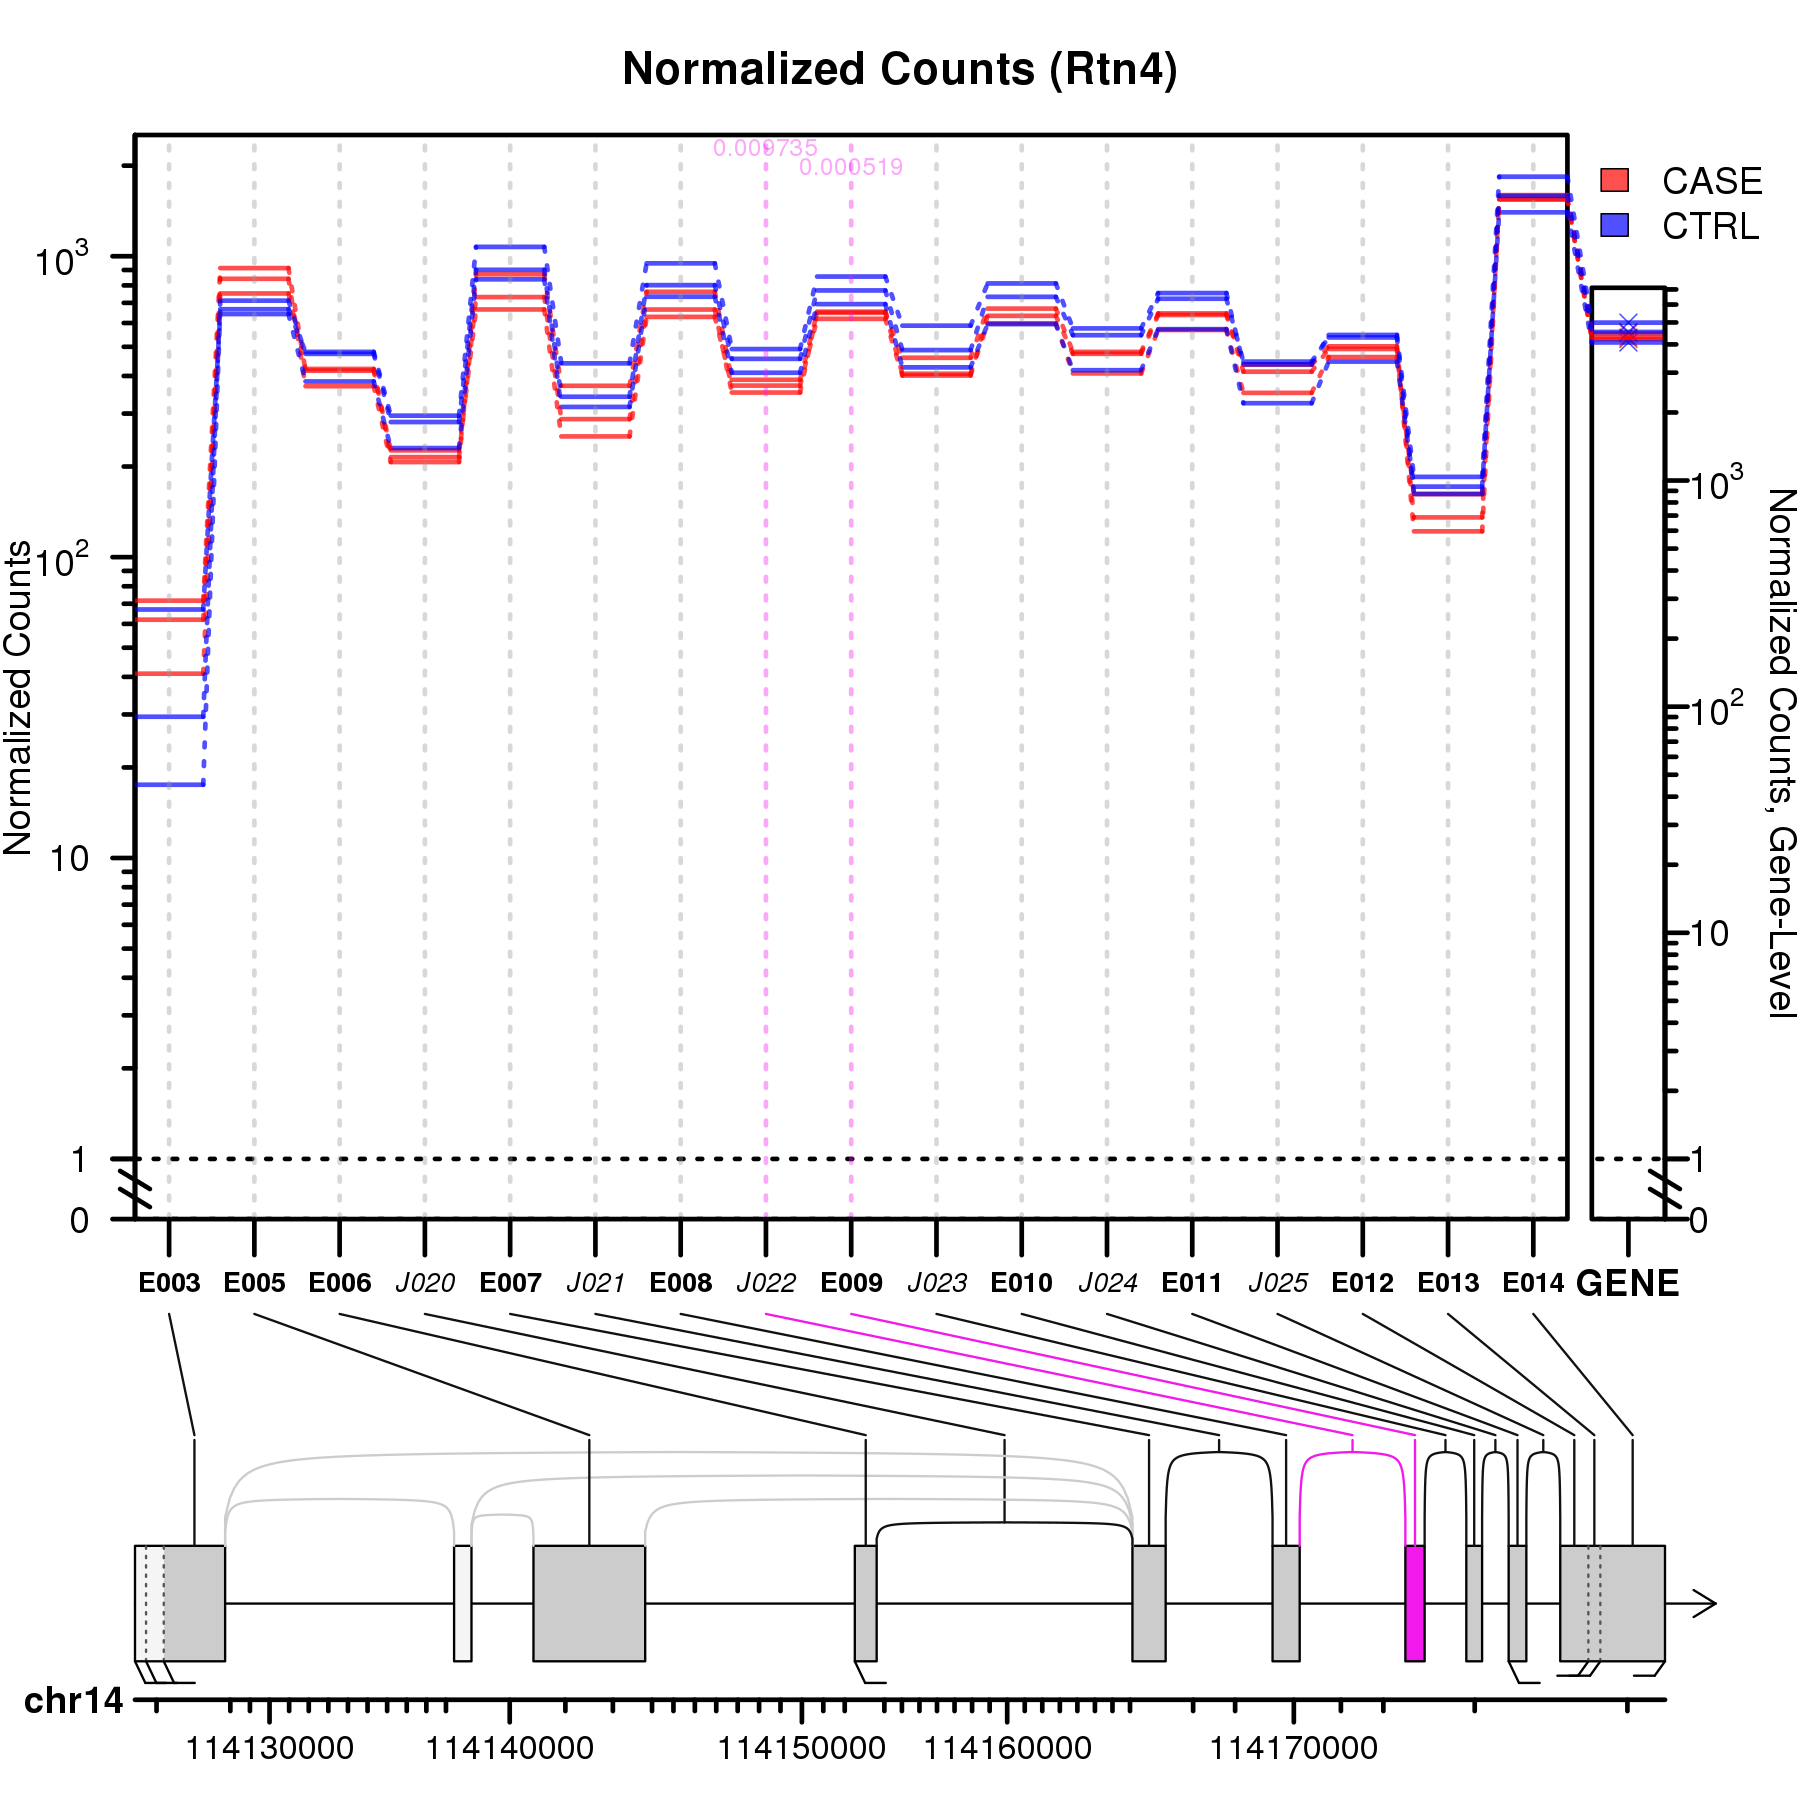 Normalized Counts (Rtn4)
0.009735
0.000519
CASE
CTRL
Normalized Counts
10³
10²
10
1
0
10³
10²
10
1
0
Normalized Counts, Gene-Level
E003 E005 E006 J020 E007 J021 E008 J022 E009 J023 E010 J024 E011 J025 E012 E013 E014 GENE
chr14
114130000 114140000 114150000 114160000 114170000